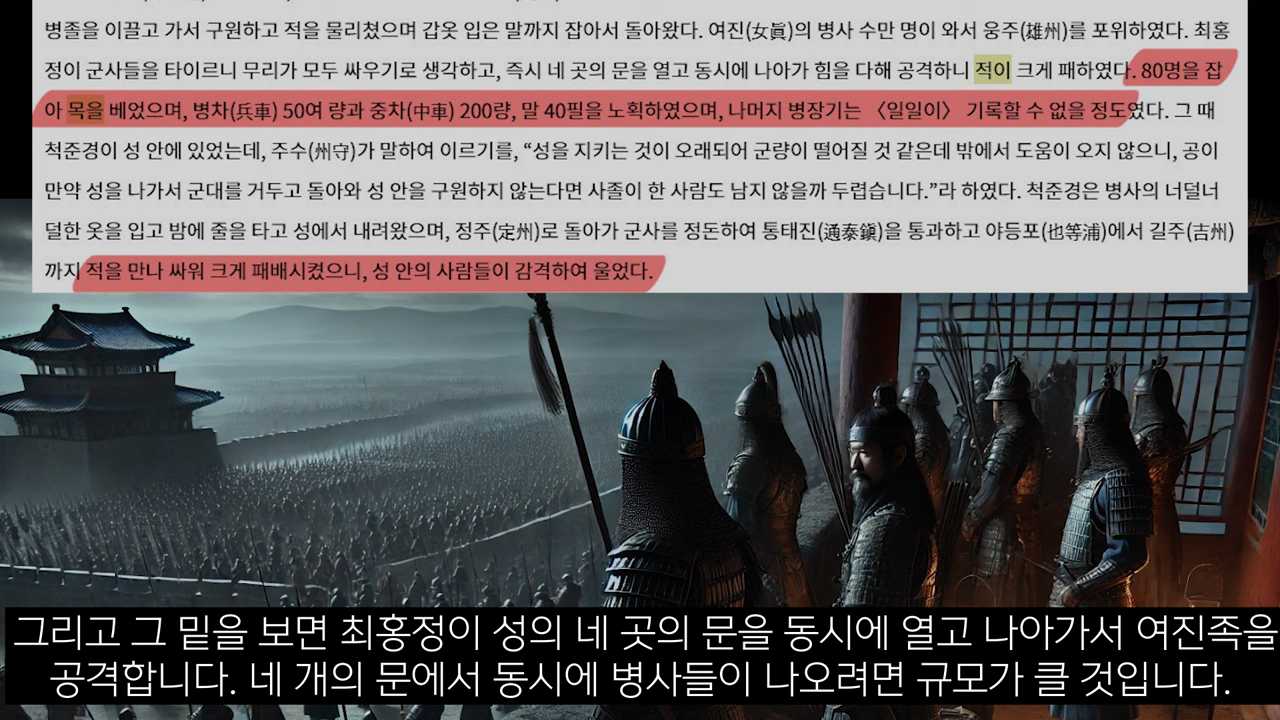 병졸을 이끌고 가서 구원하고 적을 물리쳤으며 갑옷 입은 말까지 잡아서 돌아왔다. 여진(女眞)의 병사 수만 명이 와서 웅주(雄州)를 포위하였다. 최홍
정이 군사들을 타이르니 무리가 모두 싸우기로 생각하고, 즉시 네 곳의 문을 열고 동시에 나아가 힘을 다해 공격하니 적이 크게 패하였다. 80명을 잡
아 목을 베었으며, 병차(兵車) 50여 량과 중차(中車) 200량, 말 40필을 노획하였으며, 나머지 병장기는 〈일일이〉 기록할 수 없을 정도였다. 그 때
척준경이 성 안에 있었는데, 주수(州守)가 말하여 이르기를, “성을 지키는 것이 오래되어 군량이 떨어질 것 같은데 밖에서 도움이 오지 않으니, 공이
만약 성을 나가서 군대를 거두고 돌아와 성 안을 구원하지 않는다면 사졸이 한 사람도 남지 않을까 두렵습니다.”라 하였다. 척준경은 병사의 너덜너
덜한 옷을 입고 밤에 줄을 타고 성에서 내려왔으며, 정주(定州)로 돌아가 군사를 정돈하여 통태진(通泰鎭)을 통과하고 야등포(也等浦)에서 길주(吉州)
까지 적을 만나 싸워 크게 패배시켰으니, 성 안의 사람들이 감격하여 울었다.
그리고 그 밑을 보면 최홍정이 성의 네 곳의 문을 동시에 열고 나아가서 여진족을
공격합니다. 네 개의 문에서 동시에 병사들이 나오려면 규모가 클 것입니다.